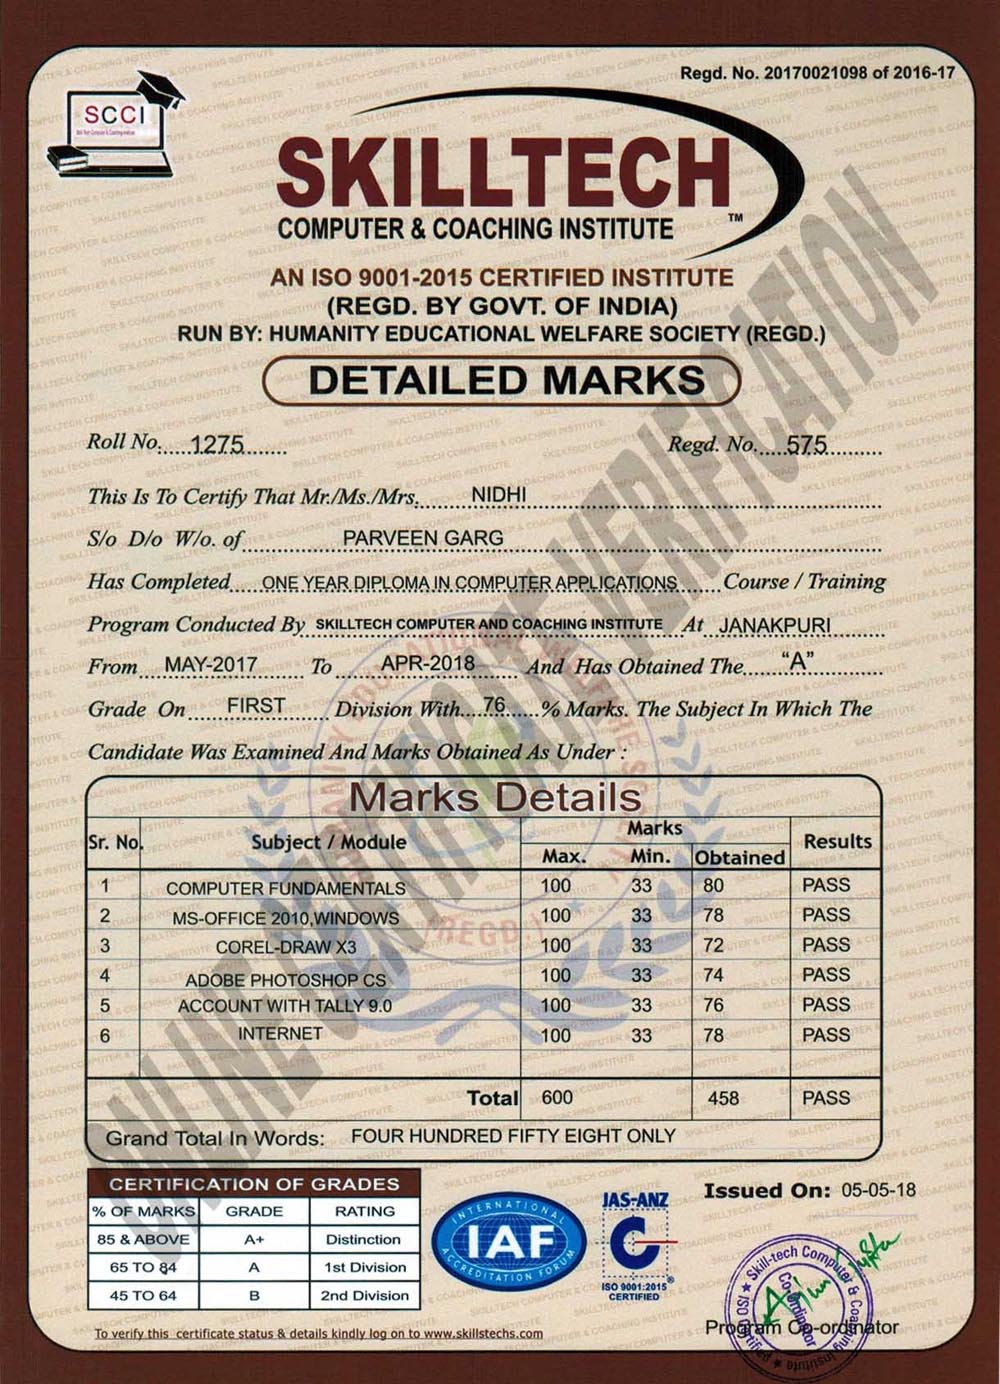 Regd. No. 20170021098 of 2016-17
SCCI
SKILLTECH
COMPUTER & COACHING INSTITUTE ™
AN ISO 9001-2015 CERTIFIED INSTITUTE
(REGD. BY GOVT. OF INDIA)
RUN BY: HUMANITY EDUCATIONAL WELFARE SOCIETY (REGD.)
DETAILED MARKS
Roll No.....1275....... Regd. No.....575.........
This Is To Certify That Mr./Ms./Mrs. NIDHI
S/o D/o W/o. of PARVEEN GARG
Has Completed ONE YEAR DIPLOMA IN COMPUTER APPLICATIONS Course / Training
Program Conducted By SKILLTECH COMPUTER AND COACHING INSTITUTE At JANAKPURI
From MAY-2017 To APR-2018 And Has Obtained The "A"
Grade On FIRST Division With....76.....% Marks. The Subject In Which The
Candidate Was Examined And Marks Obtained As Under :
Marks Details
Sr. No. Subject / Module Marks Results
Max. Min. Obtained
1 COMPUTER FUNDAMENTALS 100 33 80 PASS
2 MS-OFFICE 2010,WINDOWS 100 33 78 PASS
3 COREL-DRAW X3 100 33 72 PASS
4 ADOBE PHOTOSHOP CS 100 33 74 PASS
5 ACCOUNT WITH TALLY 9.0 100 33 76 PASS
6 INTERNET 100 33 78 PASS
Total 600 458 PASS
Grand Total In Words: FOUR HUNDRED FIFTY EIGHT ONLY
CERTIFICATION OF GRADES
% OF MARKS GRADE RATING
85 & ABOVE A+ Distinction
65 TO 84 A 1st Division
45 TO 64 B 2nd Division
To verify this certificate status & details kindly log on to www.skillstechs.com
INTERNATIONAL
IAF
ACCREDITATION FORUM
JAS-ANZ
C
ISO 9001:2015 ®
CERTIFIED
Issued On: 05-05-18
Skill-tech Computer & Coaching Institute
Co-ordinator
Program Co-ordinator
ONLINE CERTIFICATE VERIFICATION